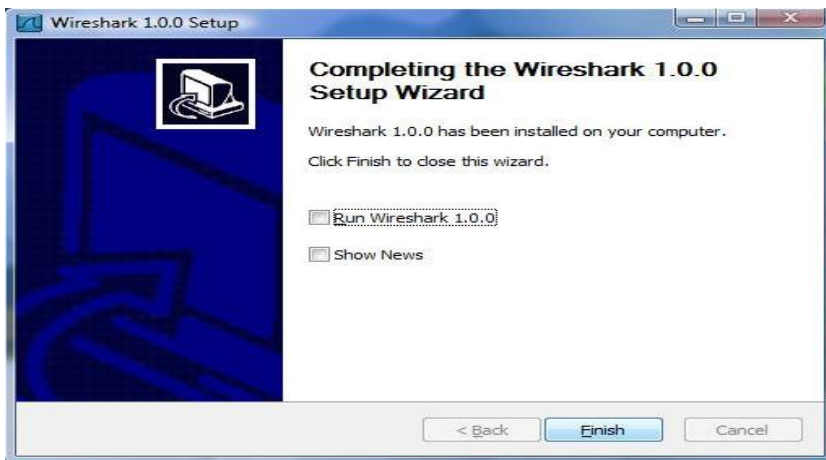 Wireshark 1.0.0 Setup
Completing the Wireshark 1.0.0
Setup Wizard
Wireshark 1.0.0 has been installed on your computer.
Click Finish to close this wizard.
Run Wireshark 1.0.0
Show News
< Back
Finish
Cancel